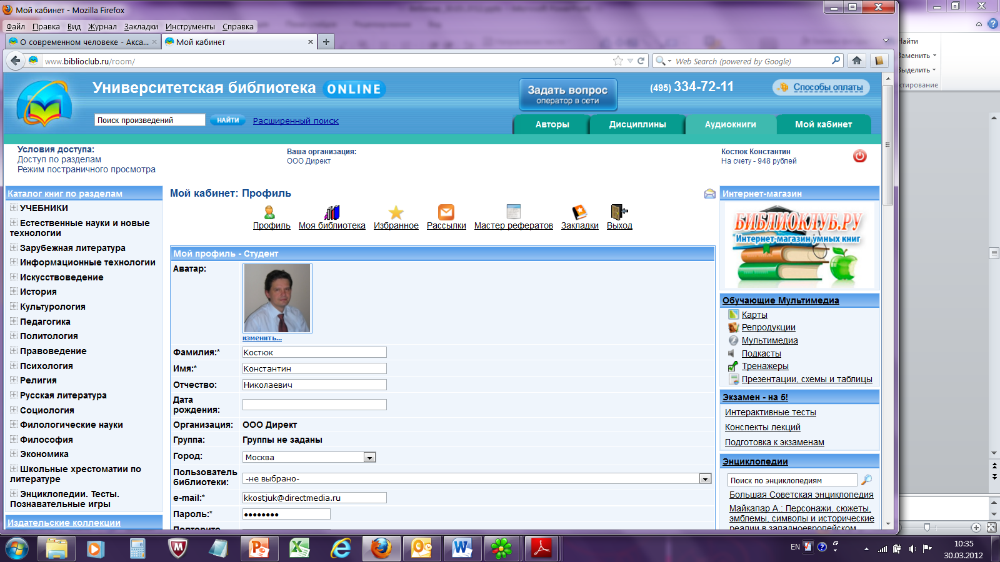 Мой кабинет - Mozilla Firefox
Файл Правка Вид Журнал Закладки Инструменты Справка
О современном человеке - Акса...
Мой кабинет
www.biblioclub.ru/room/
Web Search (powered by Google)
Найти
Заменить
Выделить
Университетская библиотека ONLINE
Задать вопрос
оператор в сети
(495) 334-72-11
Способы оплаты
Поиск произведений
НАЙТИ
Расширенный поиск
Авторы
Дисциплины
Аудиокниги
Мой кабинет
Условия доступа:
Доступ по разделам
Режим постраничного просмотра
Ваша организация:
ООО Директ
Костюк Константин
На счету - 948 рублей
Каталог книг по разделам
УЧЕБНИКИ
Естественные науки и новые
технологии
Зарубежная литература
Информационные технологии
Искусствоведение
История
Культурология
Педагогика
Политология
Правоведение
Психология
Религия
Русская литература
Социология
Филологические науки
Философия
Экономика
Школьные хрестоматии по
литературе
Энциклопедии. Тесты.
Познавательные игры
Издательские коллекции
Мой кабинет: Профиль
Профиль
Моя библиотека
Избранное
Рассылки
Мастер рефератов
Закладки
Выход
Мой профиль - Студент
Аватар:
изменить...
Фамилия:* Костюк
Имя:* Константин
Отчество: Николаевич
Дата
рождения:
Организация: ООО Директ
Группа: Группы не заданы
Город: Москва
Пользователь
библиотеки: -не выбрано-
e-mail:* kkostjuk@directmedia.ru
Пароль:* ••••••••
Повторите
Интернет-магазин
БИБЛИОКЛУБ.РУ
Интернет-магазин умных книг
Обучающие Мультимедиа
Карты
Репродукции
Мультимедиа
Подкасты
Тренажеры
Презентации, схемы и таблицы
Экзамен - на 5!
Интерактивные тесты
Конспекты лекций
Подготовка к экзаменам
Энциклопедии
Поиск по энциклопедиям
Большая Советская энциклопедия
Майкапар А.: Персонажи, сюжеты,
эмблемы, символы и исторические
реалии в западноевропейском
EN
10:35
30.03.2012